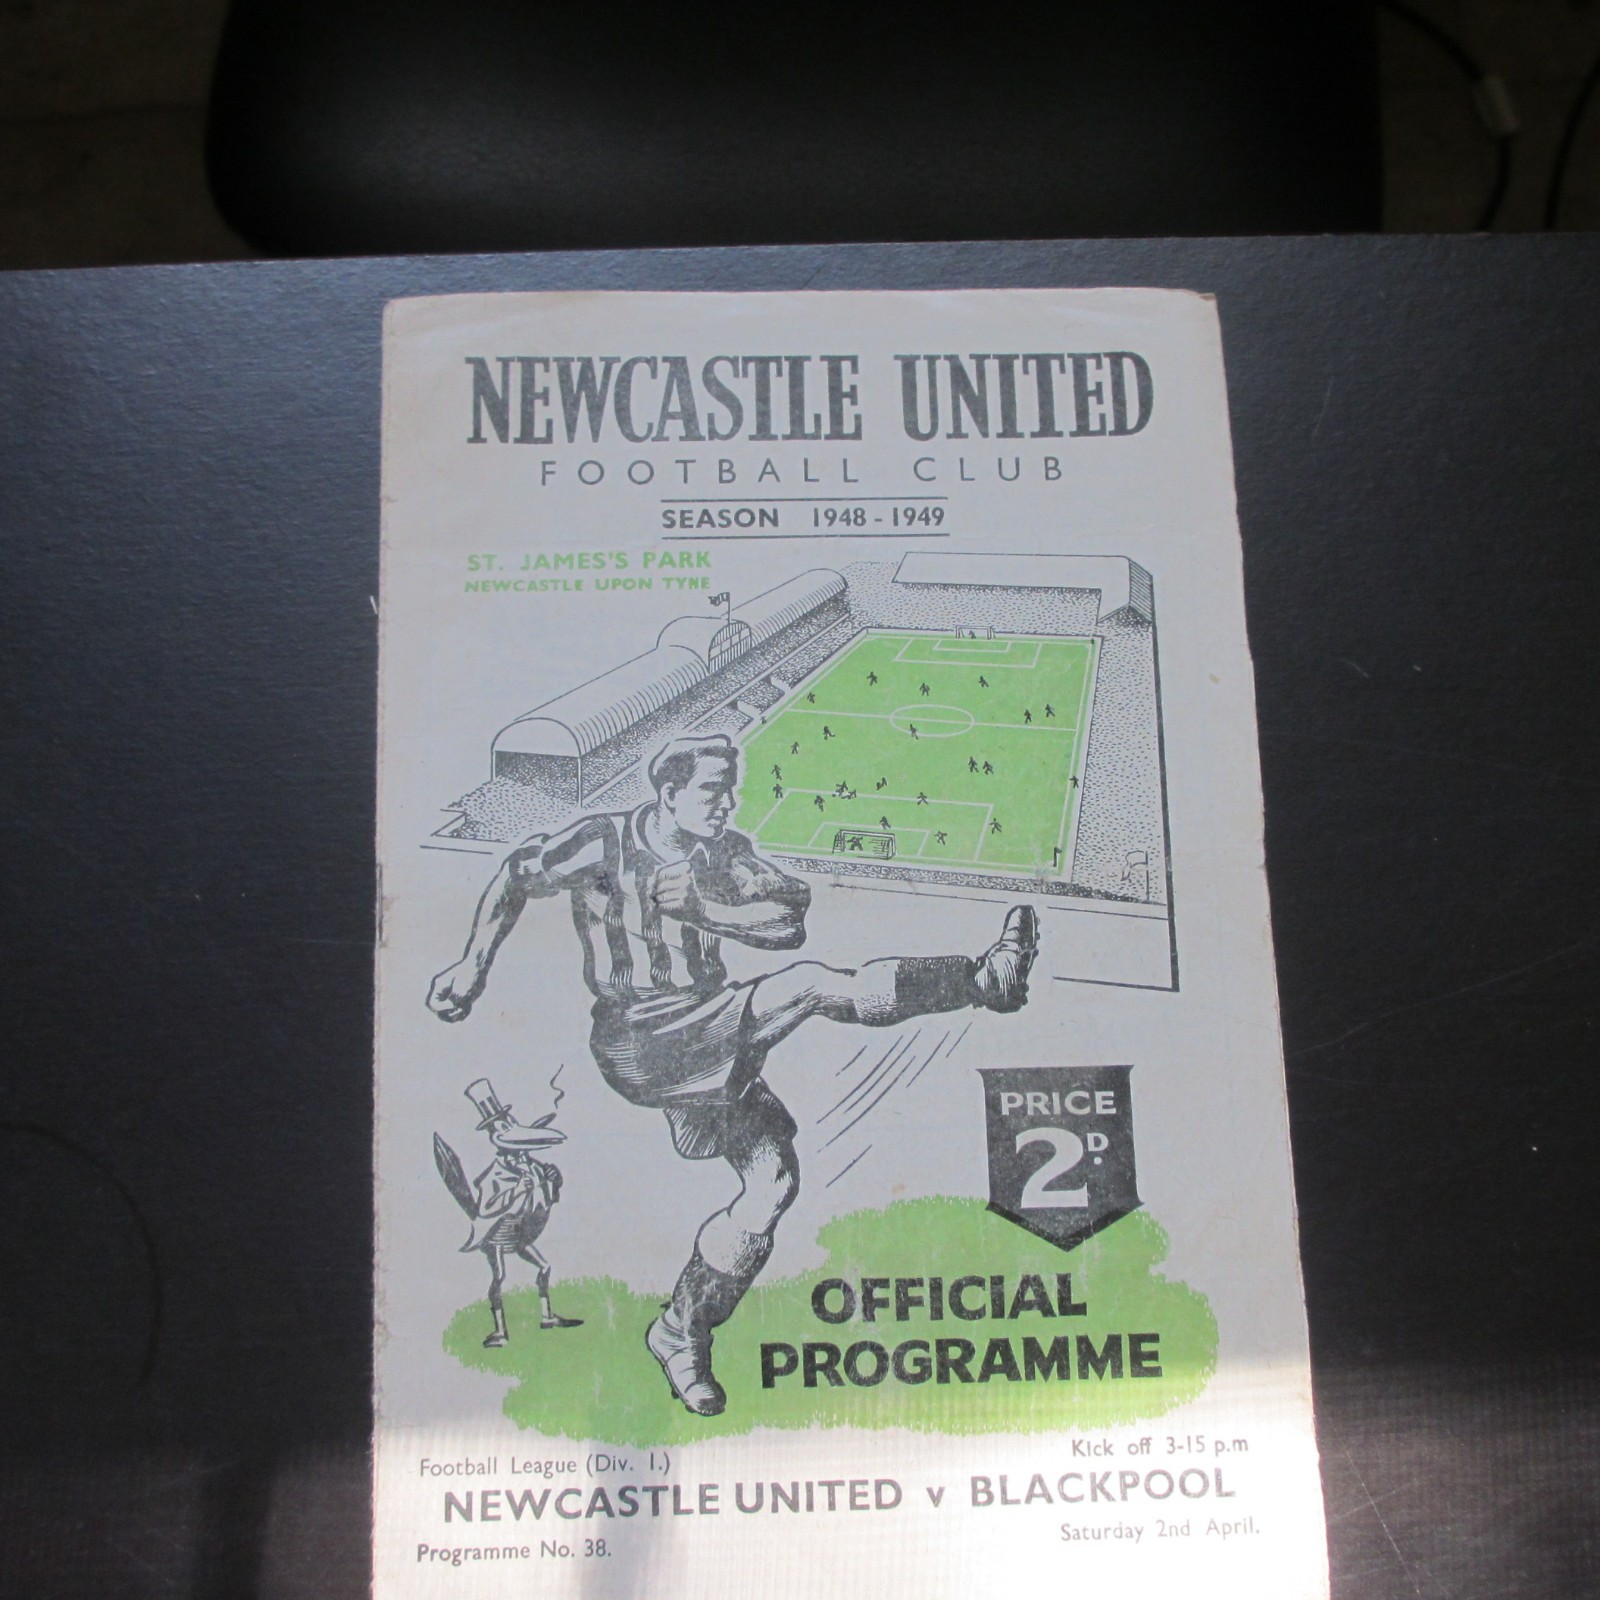 NEWCASTLE UNITED
FOOTBALL CLUB
SEASON 1948-1949
ST. JAMES'S PARK
NEWCASTLE UPON TYNE
PRICE
2D.
OFFICIAL
PROGRAMME
Football League (Div. 1.)
Kick off 3-15 p.m
NEWCASTLE UNITED v BLACKPOOL
Programme No. 38.
Saturday 2nd April.